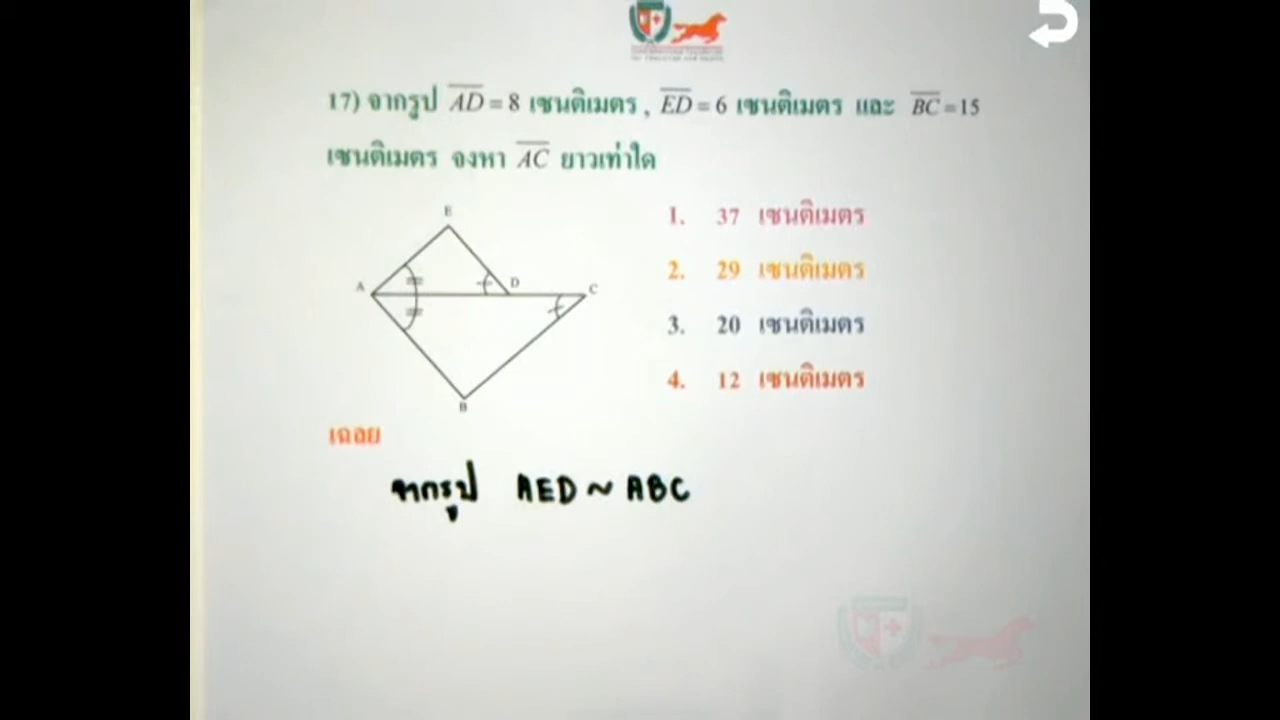 17) จากรูป AD = 8 เซนติเมตร , ED = 6 เซนติเมตร และ BC = 15
เซนติเมตร จงหา AC ยาวเท่าใด
E
A
D
C
B
1. 37 เซนติเมตร
2. 29 เซนติเมตร
3. 20 เซนติเมตร
4. 12 เซนติเมตร
เฉลย
จากรูป AED ~ ABC